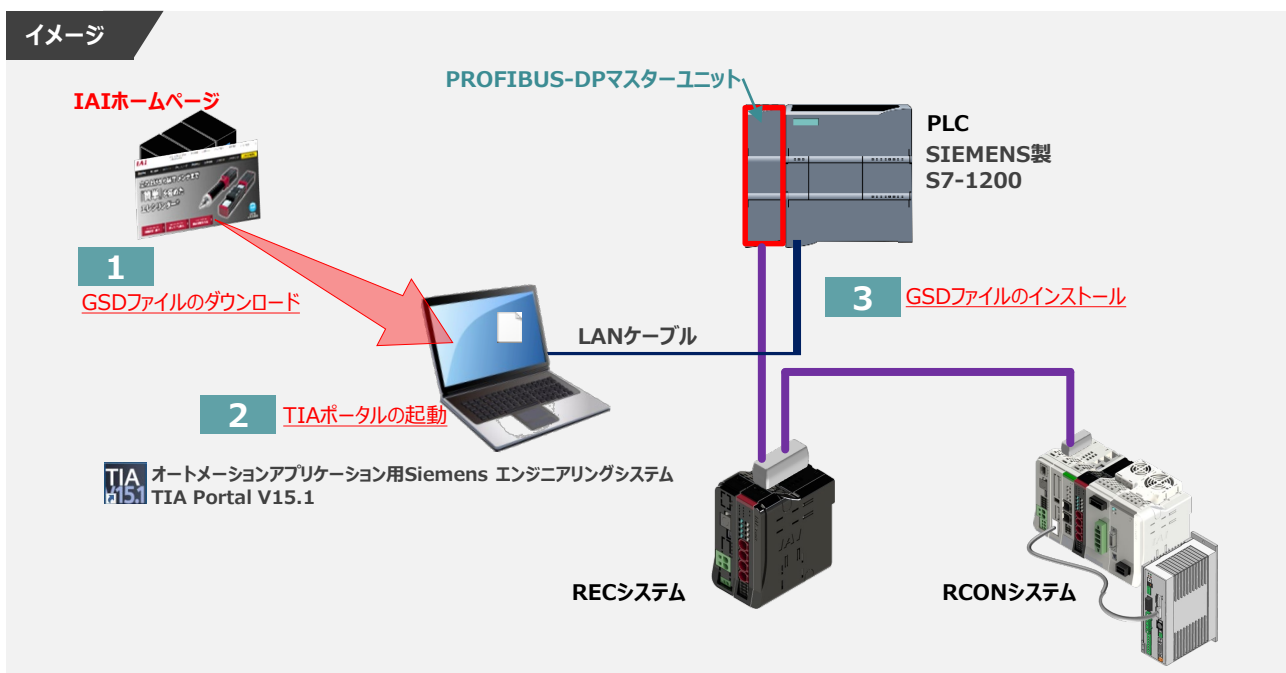 イメージ
IAIホームページ
PROFIBUS-DPマスターユニット
PLC
SIEMENS製
S7-1200
1
GSDファイルのダウンロード
3
GSDファイルのインストール
LANケーブル
2
TIAポータルの起動
TIA
V15.1
オートメーションアプリケーション用Siemens エンジニアリングシステム
TIA Portal V15.1
RECシステム
RCONシステム